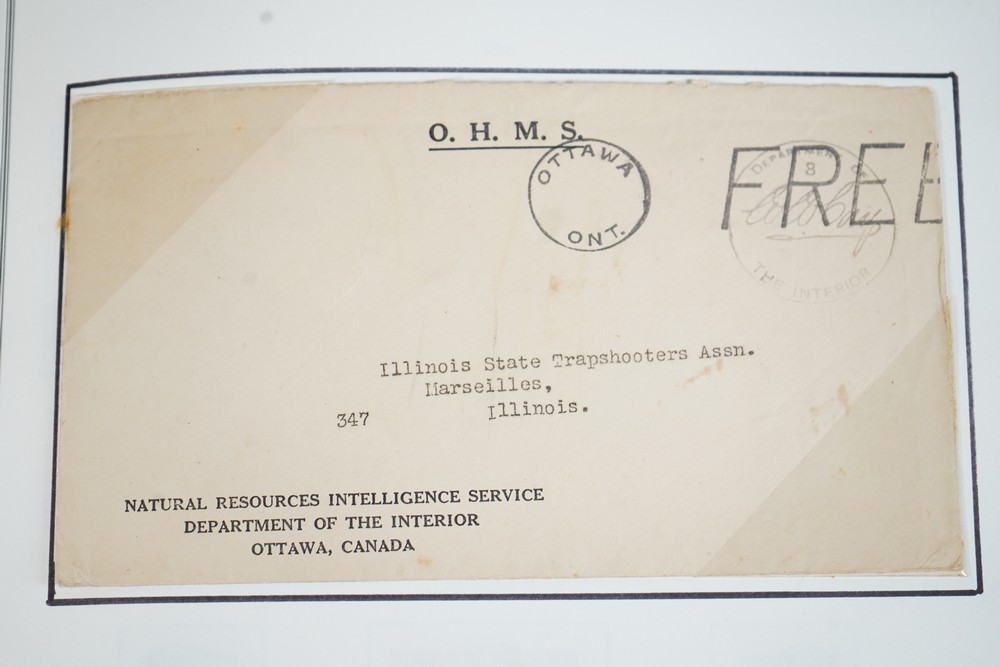 O. H. M. S.
OTTAWA
ONT.
FREE
DEPARTMENT OF
8
THE INTERIOR
Illinois State Trapshooters Assn.
Marseilles,
347 Illinois.
NATURAL RESOURCES INTELLIGENCE SERVICE
DEPARTMENT OF THE INTERIOR
OTTAWA, CANADA